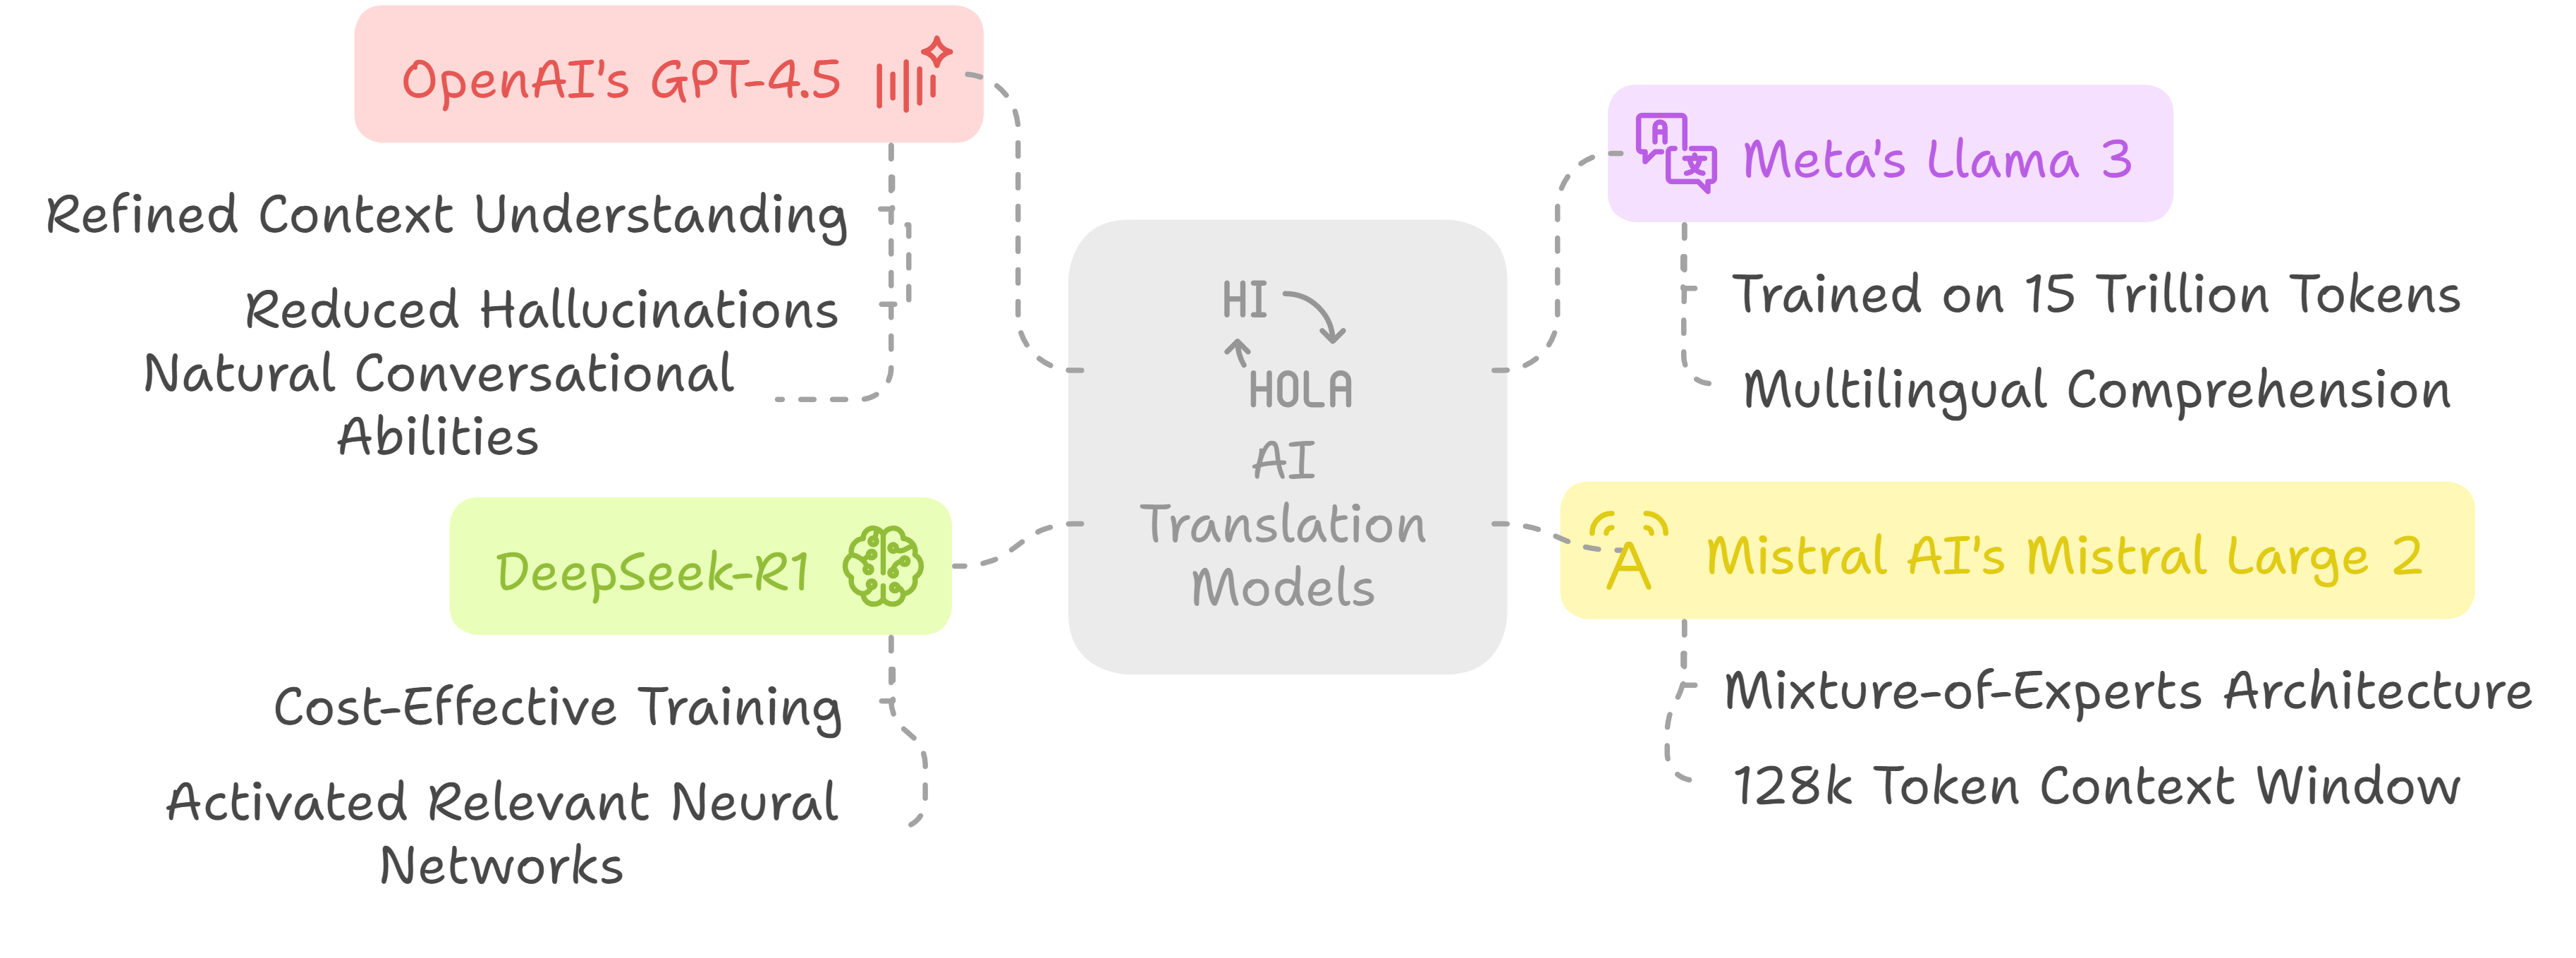 OpenAI's GPT-4.5
Refined Context Understanding
Reduced Hallucinations
Natural Conversational
Abilities
DeepSeek-R1
Cost-Effective Training
Activated Relevant Neural
Networks
HI
HOLA
AI
Translation
Models
A
文
Meta's Llama 3
Trained on 15 Trillion Tokens
Multilingual Comprehension
Mistral AI's Mistral Large 2
Mixture-of-Experts Architecture
128k Token Context Window